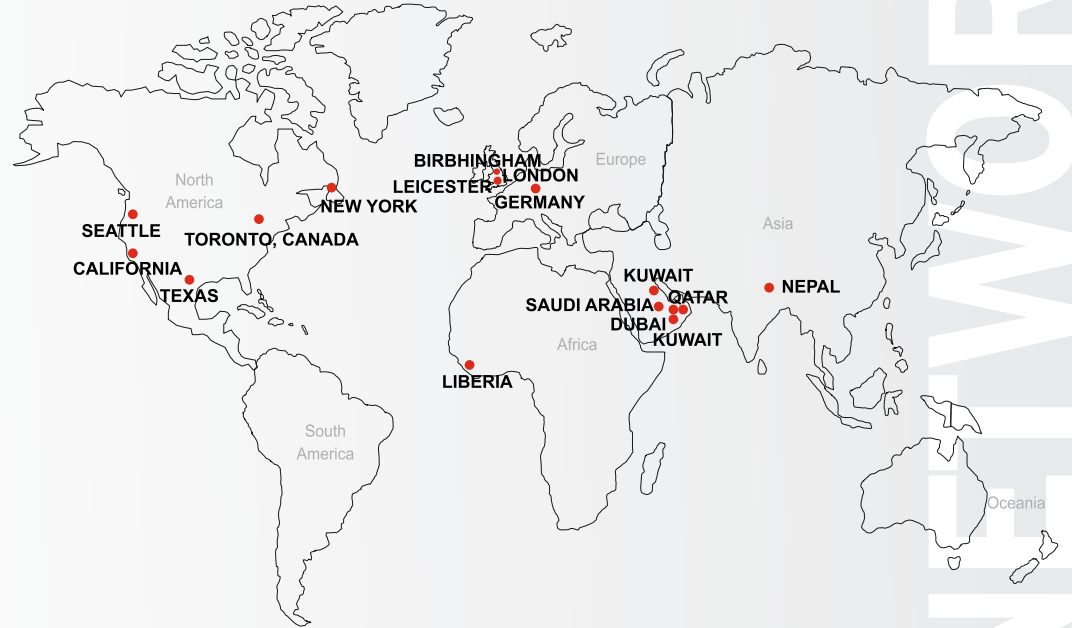 North
America
SEATTLE
CALIFORNIA
TEXAS
TORONTO, CANADA
NEW YORK
BIRBHINGHAM
LONDON
LEICESTER
GERMANY
Europe
Asia
KUWAIT
SAUDI ARABIA
QATAR
DUBAI
KUWAIT
NEPAL
Africa
LIBERIA
South
America
Oceania
NETWOR